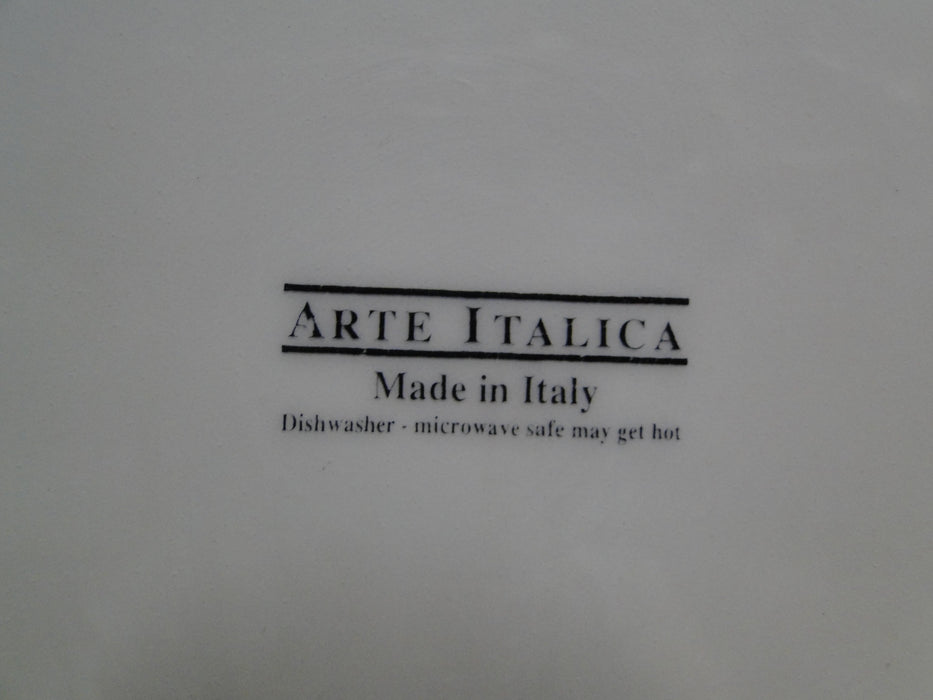 ARTE ITALICA
Made in Italy
Dishwasher - microwave safe may get hot